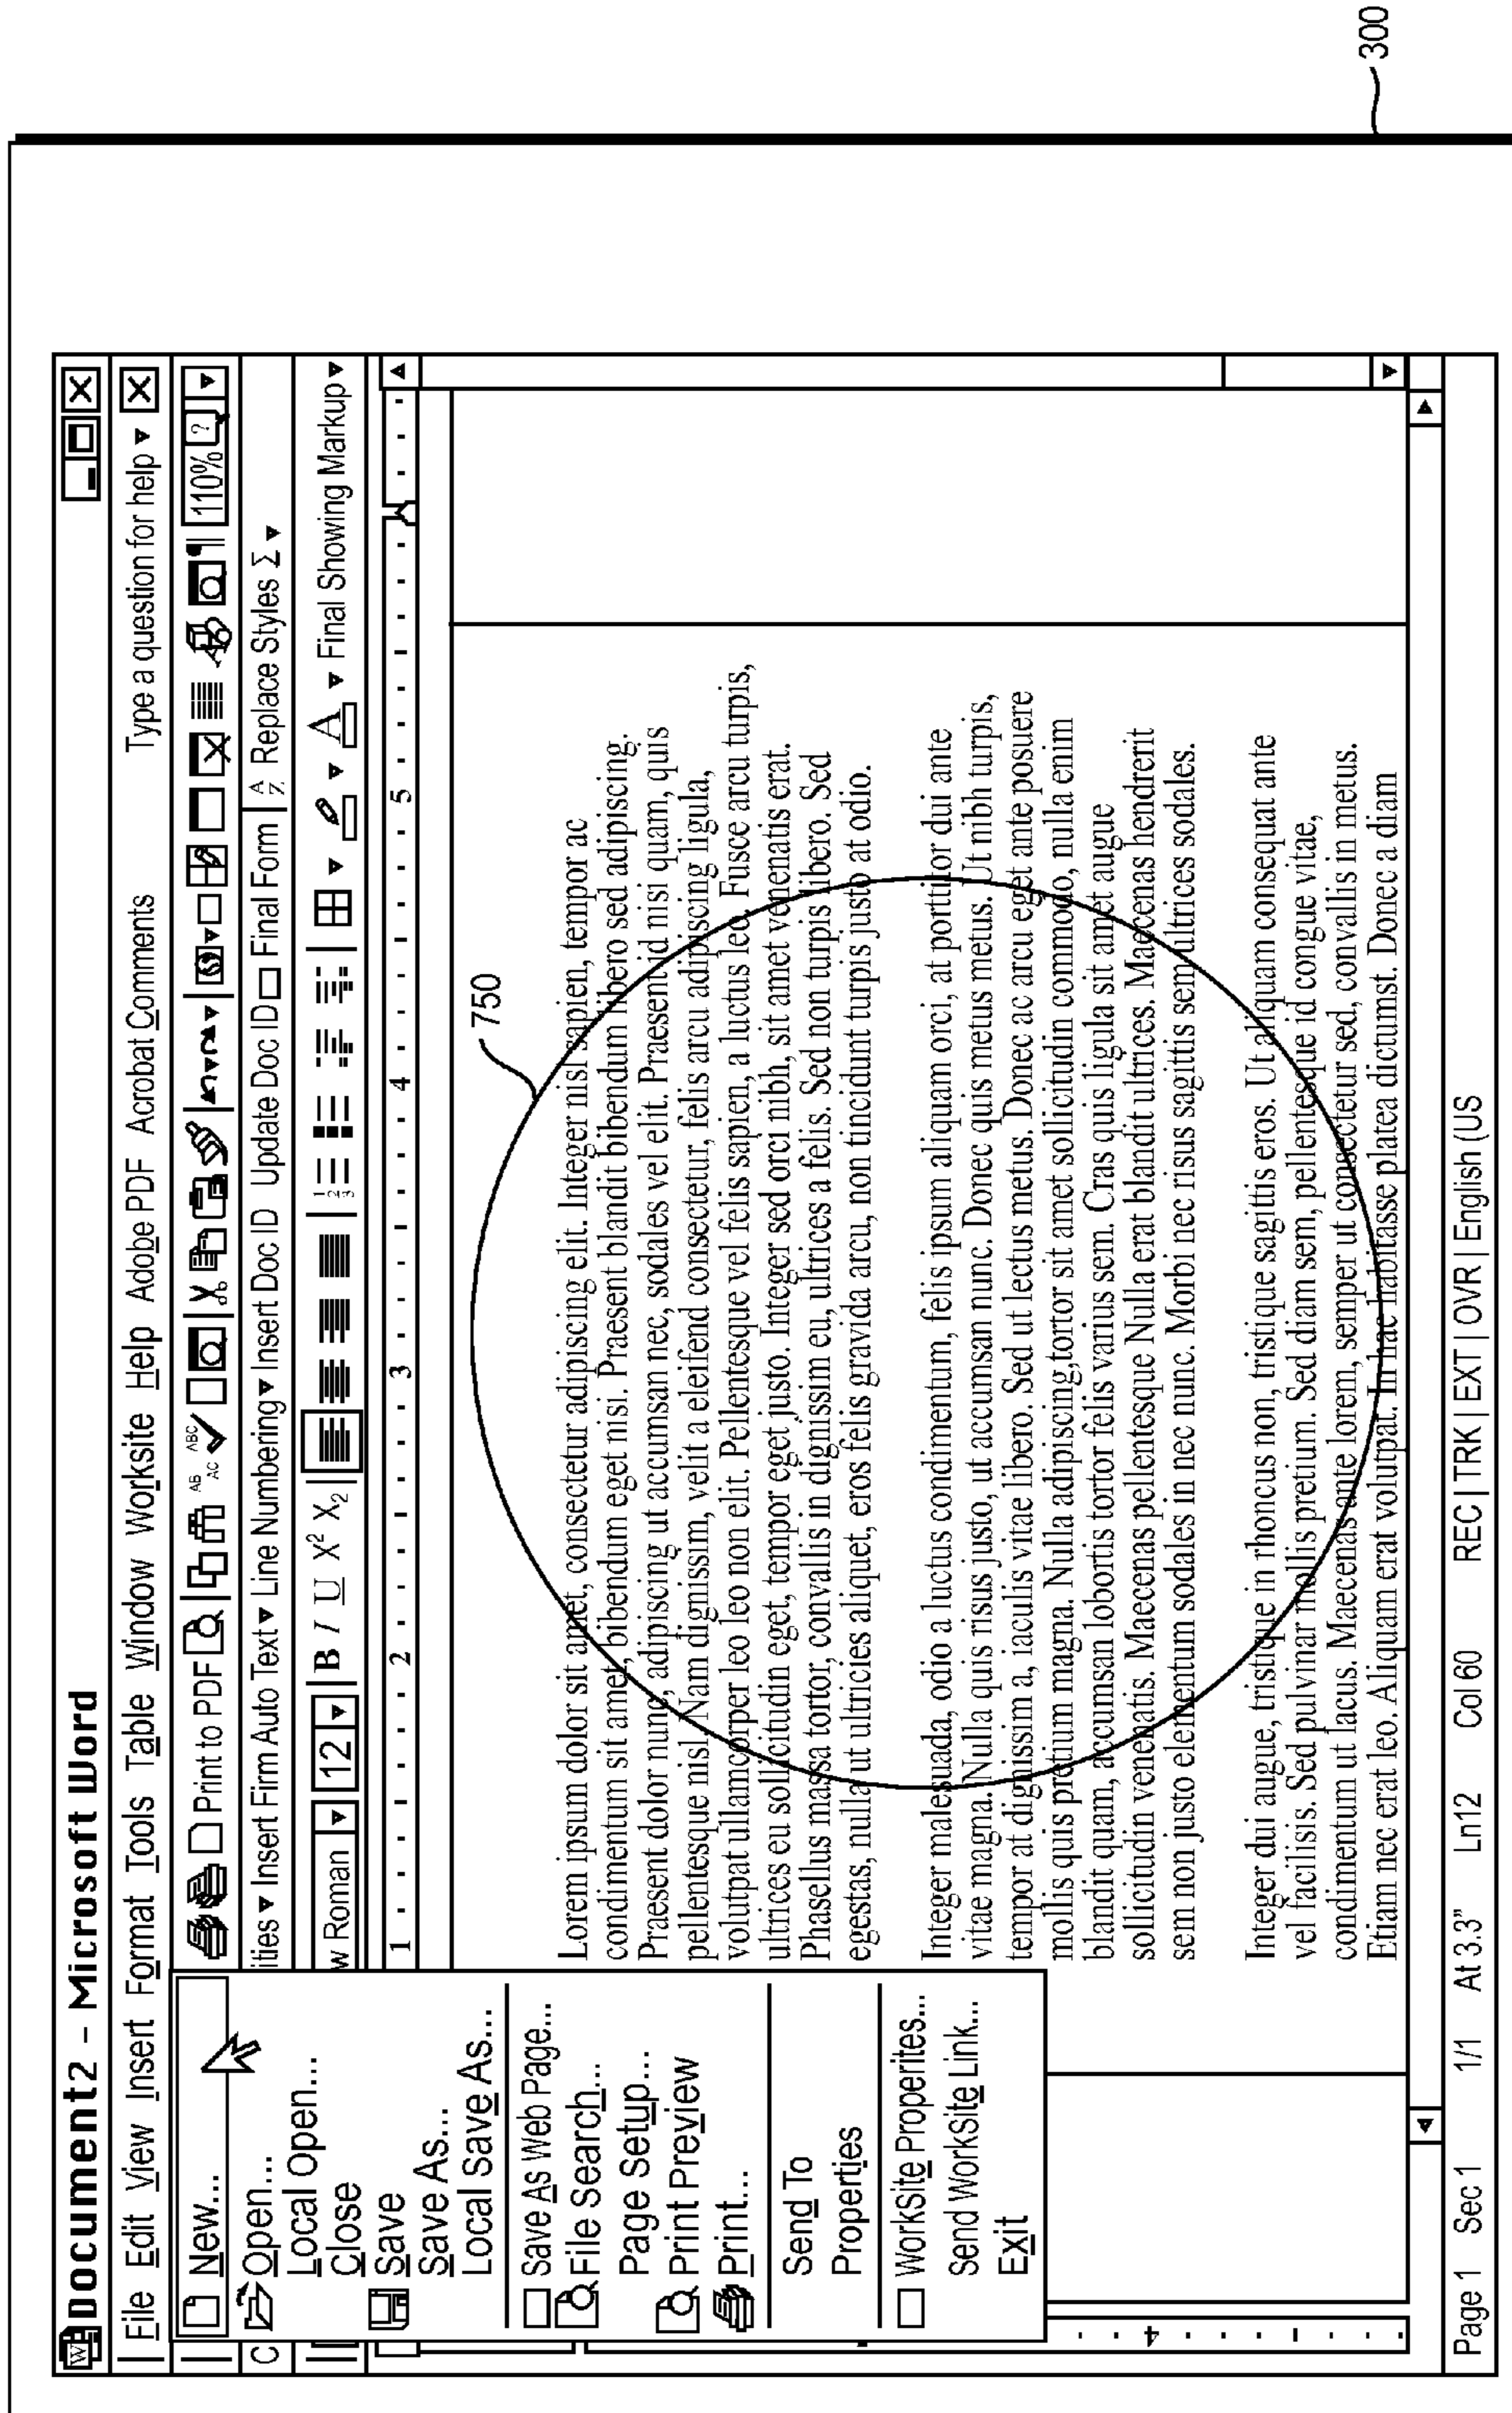 Document2 - Microsoft Word
File Edit View Insert Format Tools Table Window Worksite Help Adobe PDF Acrobat Comments Type a question for help
Print to PDF AB AC ABC 110% ?
C ities Insert Firm Auto Text Line Numbering Insert Doc ID Update Doc ID Final Form A Z Replace Styles Σ
w Roman 12 B I U X² X₂ 1 2 3 A Final Showing Markup
1 2 3 4 5
New...
Open...
Local Open...
Close
Save
Save As...
Local Save As...
Save As Web Page...
File Search...
Page Setup...
Print Preview
Print...
Send To
Properties
WorkSite Properites...
Send WorkSite Link...
Exit
750
Lorem ipsum dolor sit amet, consectetur adipiscing elit. Integer nisl sapien, tempor ac
condimentum sit amet, bibendum eget nisi. Praesent blandit bibendum libero sed adipiscing.
Praesent dolor nunc, adipiscing ut accumsan nec, sodales vel elit. Praesent id nisi quam, quis
pellentesque nisl. Nam dignissim, velit a eleifend consectetur, felis arcu adipiscing ligula,
volutpat ullamcorper leo leo non elit. Pellentesque vel felis sapien, a luctus leo. Fusce arcu turpis,
ultrices eu sollicitudin eget, tempor eget justo. Integer sed orci nibh, sit amet venenatis erat.
Phasellus massa tortor, convallis in dignissim eu, ultrices a felis. Sed non turpis libero. Sed
egestas, nulla ut ultricies aliquet, eros felis gravida arcu, non tincidunt turpis justo at odio.
Integer malesuada, odio a luctus condimentum, felis ipsum aliquam orci, at porttitor dui ante
vitae magna. Nulla quis risus justo, ut accumsan nunc. Donec quis metus metus. Ut nibh turpis,
tempor at dignissim a, iaculis vitae libero. Sed ut lectus metus. Donec ac arcu eget ante posuere
mollis quis pretium magna. Nulla adipiscing,tortor sit amet sollicitudin commodo, nulla enim
blandit quam, accumsan lobortis tortor felis varius sem. Cras quis ligula sit amet augue
sollicitudin venenatis. Maecenas pellentesque Nulla erat blandit ultrices. Maecenas hendrerit
sem non justo elementum sodales in nec nunc. Morbi nec risus sagittis sem ultrices sodales.
Integer dui augue, tristique in rhoncus non, tristique sagittis eros. Ut aliquam consequat ante
vel facilisis. Sed pulvinar mollis pretium. Sed diam sem, pellentesque id congue vitae,
condimentum ut lacus. Maecenas ante lorem, semper ut consectetur sed, convallis in metus.
Etiam nec erat leo. Aliquam erat volutpat. In hac habitasse platea dictumst. Donec a diam
Page 1 Sec 1 1/1 At 3.3" Ln12 Col 60 REC | TRK | EXT | OVR | English (US
300